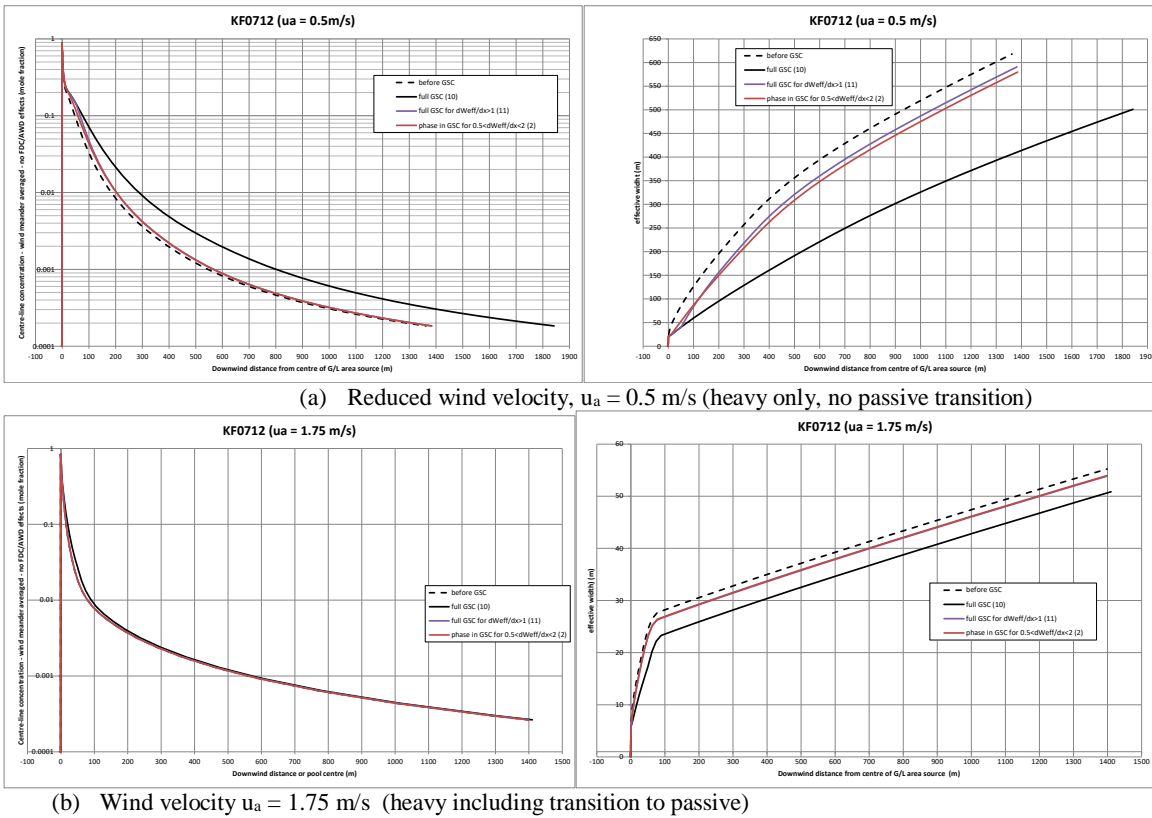 KF0712 (ua = 0.5m/s)
Centre-line concentration - wind meander averaged - no FDC/AWD effects (mole fraction)
1
0.1
0.01
0.001
0.0001
before GSC
full GSC (10)
full GSC for dWeff/dx>1 (11)
phase in GSC for 0.5<dWeff/dx<2 (2)
-100 0 100 200 300 400 500 600 700 800 900 1000 1100 1200 1300 1400 1500 1600 1700 1800 1900
Downwind distance from centre of G/L area source (m)
KF0712 (ua = 0.5 m/s)
effective widht (m)
650
600
550
500
450
400
350
300
250
200
150
100
50
0
before GSC
full GSC (10)
full GSC for dWeff/dx>1 (11)
phase in GSC for 0.5<dWeff/dx<2 (2)
-100 0 100 200 300 400 500 600 700 800 900 1000 1100 1200 1300 1400 1500 1600 1700 1800 1900
Downwind distance from centre of G/L area source (m)
(a) Reduced wind velocity, ua = 0.5 m/s (heavy only, no passive transition)
KF0712 (ua = 1.75 m/s)
Centre-line concentration - wind meander averaged - no FDC/AWD effects (mole fraction)
1
0.1
0.01
0.001
0.0001
before GSC
full GSC (10)
full GSC for dWeff/dx>1 (11)
phase in GSC for 0.5<dWeff/dx<2 (2)
-100 0 100 200 300 400 500 600 700 800 900 1000 1100 1200 1300 1400 1500
Downwind distance or pool centre (m)
KF0712 (ua = 1.75 m/s)
effective width) (m)
60
50
40
30
20
10
0
before GSC
full GSC (10)
full GSC for dWeff/dx>1 (11)
phase in GSC for 0.5<dWeff/dx<2 (2)
-100 0 100 200 300 400 500 600 700 800 900 1000 1100 1200 1300 1400 1500
Downwind distance from centre of G/L area source (m)
(b) Wind velocity ua = 1.75 m/s (heavy including transition to passive)